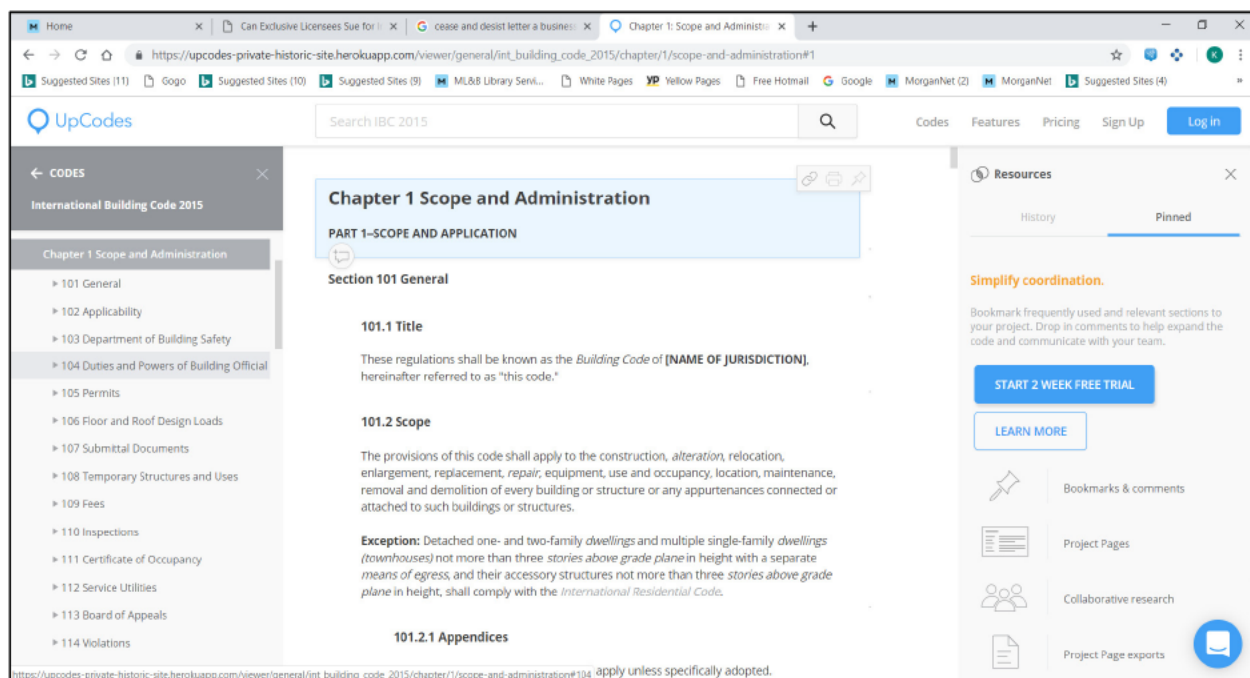 Home
Can Exclusive Licensees Sue for I
cease and desist letter a busines
Chapter 1: Scope and Administra
https://upcodes-private-historic-site.herokuapp.com/viewer/general/int_building_code_2015/chapter/1/scope-and-administration#1
Suggested Sites (11) Gogo Suggested Sites (10) Suggested Sites (9) ML&B Library Servi... White Pages YP Yellow Pages Free Hotmail Google MorganNet (2) MorganNet Suggested Sites (4) »
UpCodes
Search IBC 2015
Codes Features Pricing Sign Up Log in
← CODES
International Building Code 2015
Chapter 1 Scope and Administration
101 General
102 Applicability
103 Department of Building Safety
104 Duties and Powers of Building Official
105 Permits
106 Floor and Roof Design Loads
107 Submittal Documents
108 Temporary Structures and Uses
109 Fees
110 Inspections
111 Certificate of Occupancy
112 Service Utilities
113 Board of Appeals
114 Violations
https://upcodes-private-historic-site.herokuapp.com/viewer/general/int_building_code_2015/chapter/1/scope-and-administration#104
Chapter 1 Scope and Administration
PART 1–SCOPE AND APPLICATION
Section 101 General
101.1 Title
These regulations shall be known as the Building Code of [NAME OF JURISDICTION],
hereinafter referred to as "this code."
101.2 Scope
The provisions of this code shall apply to the construction, alteration, relocation,
enlargement, replacement, repair, equipment, use and occupancy, location, maintenance,
removal and demolition of every building or structure or any appurtenances connected or
attached to such buildings or structures.
Exception: Detached one- and two-family dwellings and multiple single-family dwellings
(townhouses) not more than three stories above grade plane in height with a separate
means of egress, and their accessory structures not more than three stories above grade
plane in height, shall comply with the International Residential Code.
101.2.1 Appendices
apply unless specifically adopted.
Resources
History Pinned
Simplify coordination.
Bookmark frequently used and relevant sections to
your project. Drop in comments to help expand the
code and communicate with your team.
START 2 WEEK FREE TRIAL
LEARN MORE
Bookmarks & comments
Project Pages
Collaborative research
Project Page exports